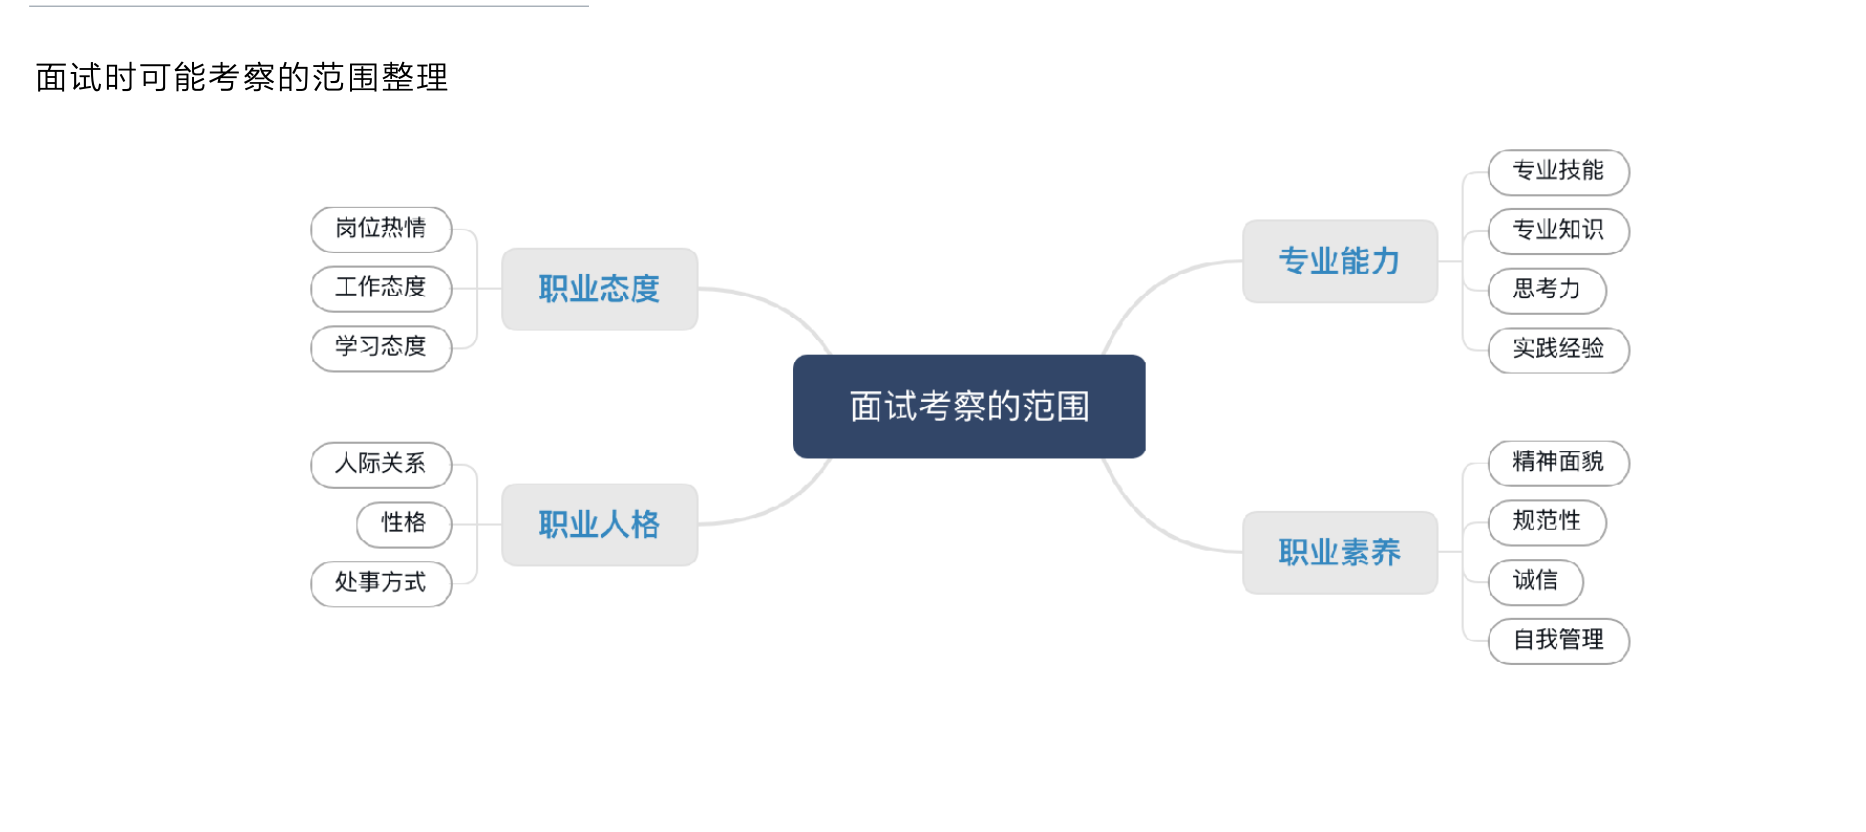 面试时可能考察的范围整理
面试考察的范围
专业能力
专业技能
专业知识
思考力
实践经验
职业素养
精神面貌
规范性
诚信
自我管理
职业态度
岗位热情
工作态度
学习态度
职业人格
人际关系
性格
处事方式